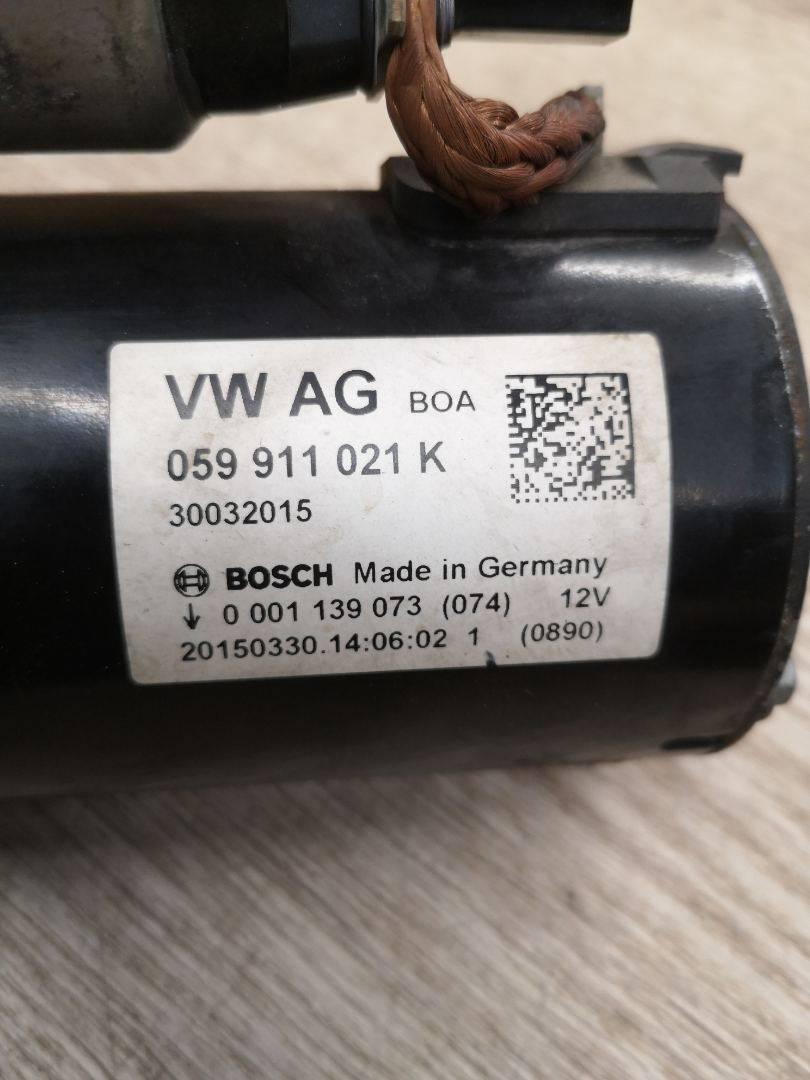 VW AG BOA
059 911 021 K
30032015
BOSCH Made in Germany
↓ 0 001 139 073 (074) 12V
20150330.14:06:02 1 (0890)